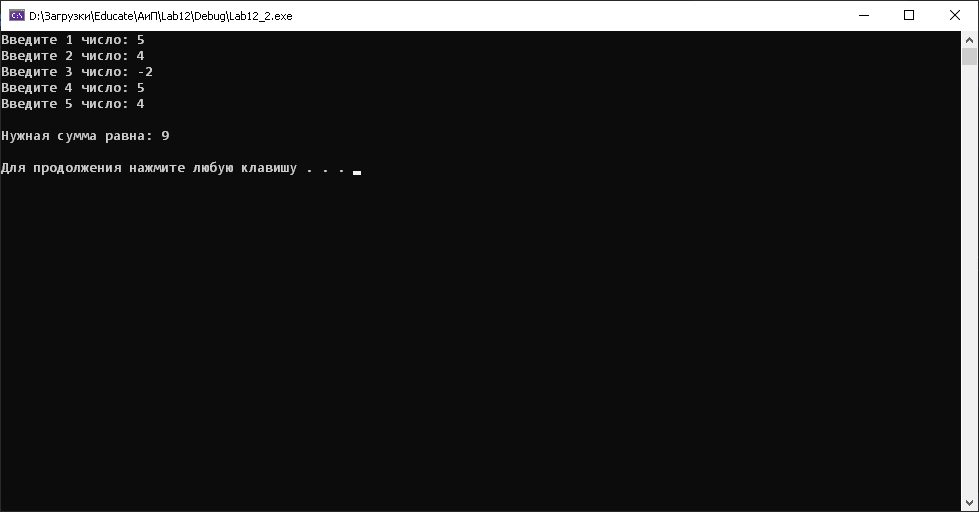 D:\Загрузки\Educate\АиП\Lab12\Debug\Lab12_2.exe
Введите 1 число: 5
Введите 2 число: 4
Введите 3 число: -2
Введите 4 число: 5
Введите 5 число: 4
Нужная сумма равна: 9
Для продолжения нажмите любую клавишу . . .